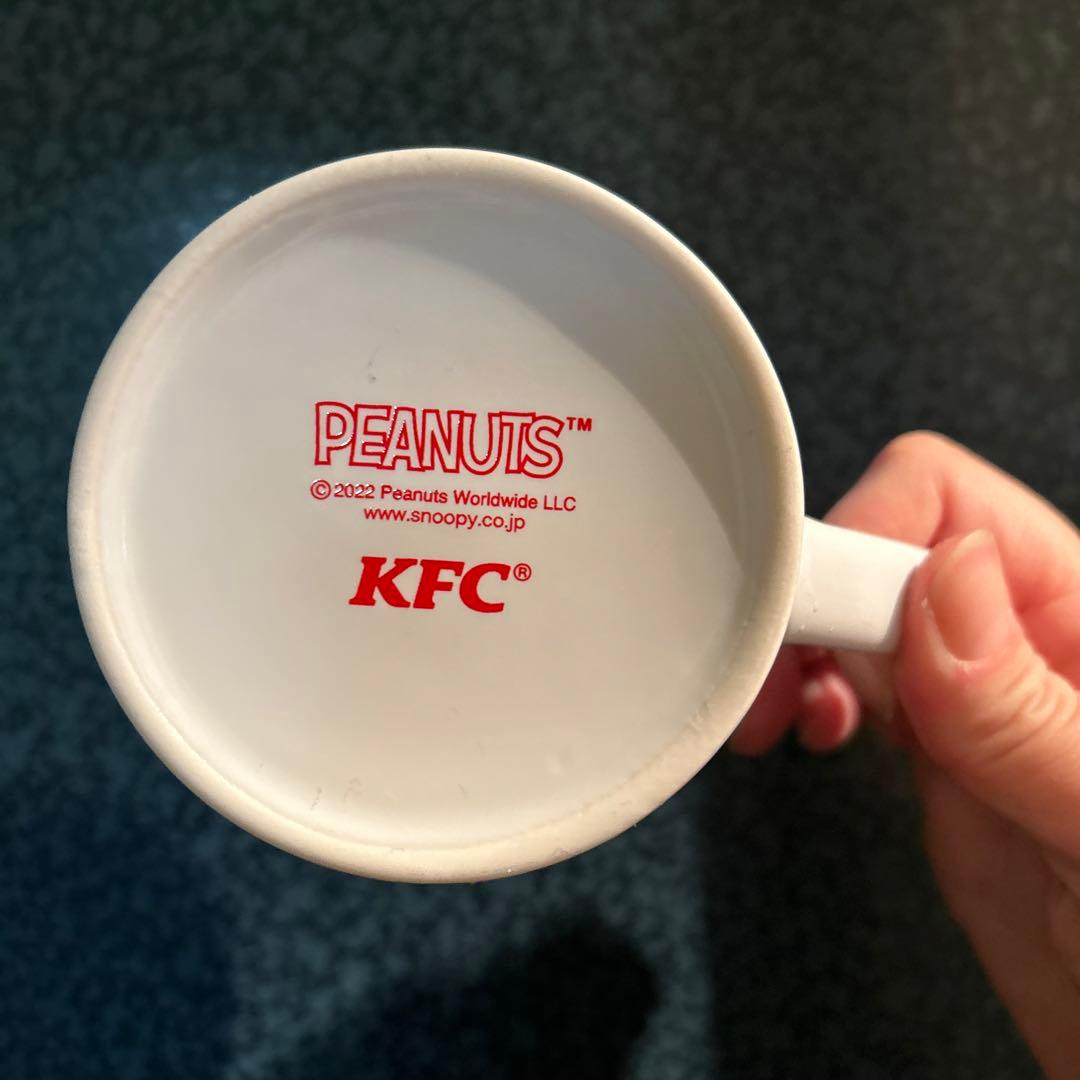 PEANUTS™
©2022 Peanuts Worldwide LLC
www.snoopy.co.jp
KFC®